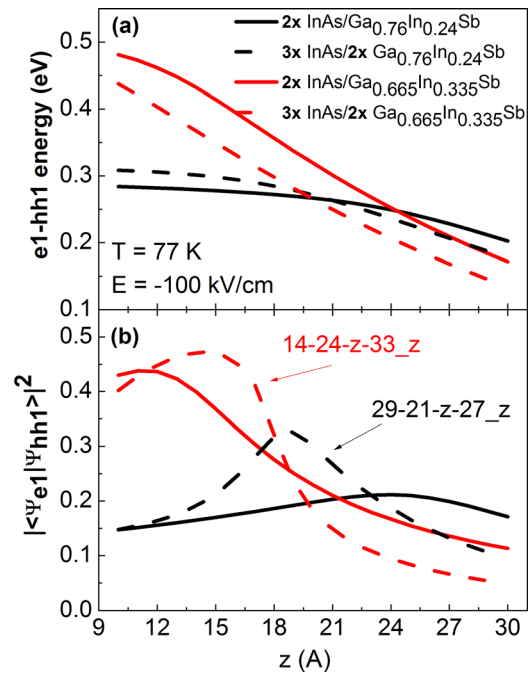 (a)
2x InAs/Ga0.76In0.24Sb
3x InAs/2x Ga0.76In0.24Sb
2x InAs/Ga0.665In0.335Sb
3x InAs/2x Ga0.665In0.335Sb
e1-hh1 energy (eV)
0.5
0.4
0.3
0.2
0.1
T = 77 K
E = -100 kV/cm
(b)
14-24-z-33_z
29-21-z-27_z
|<Ψe1|Ψhh1>|²
0.5
0.4
0.3
0.2
0.1
0.0
9 12 15 18 21 24 27 30
z (A)